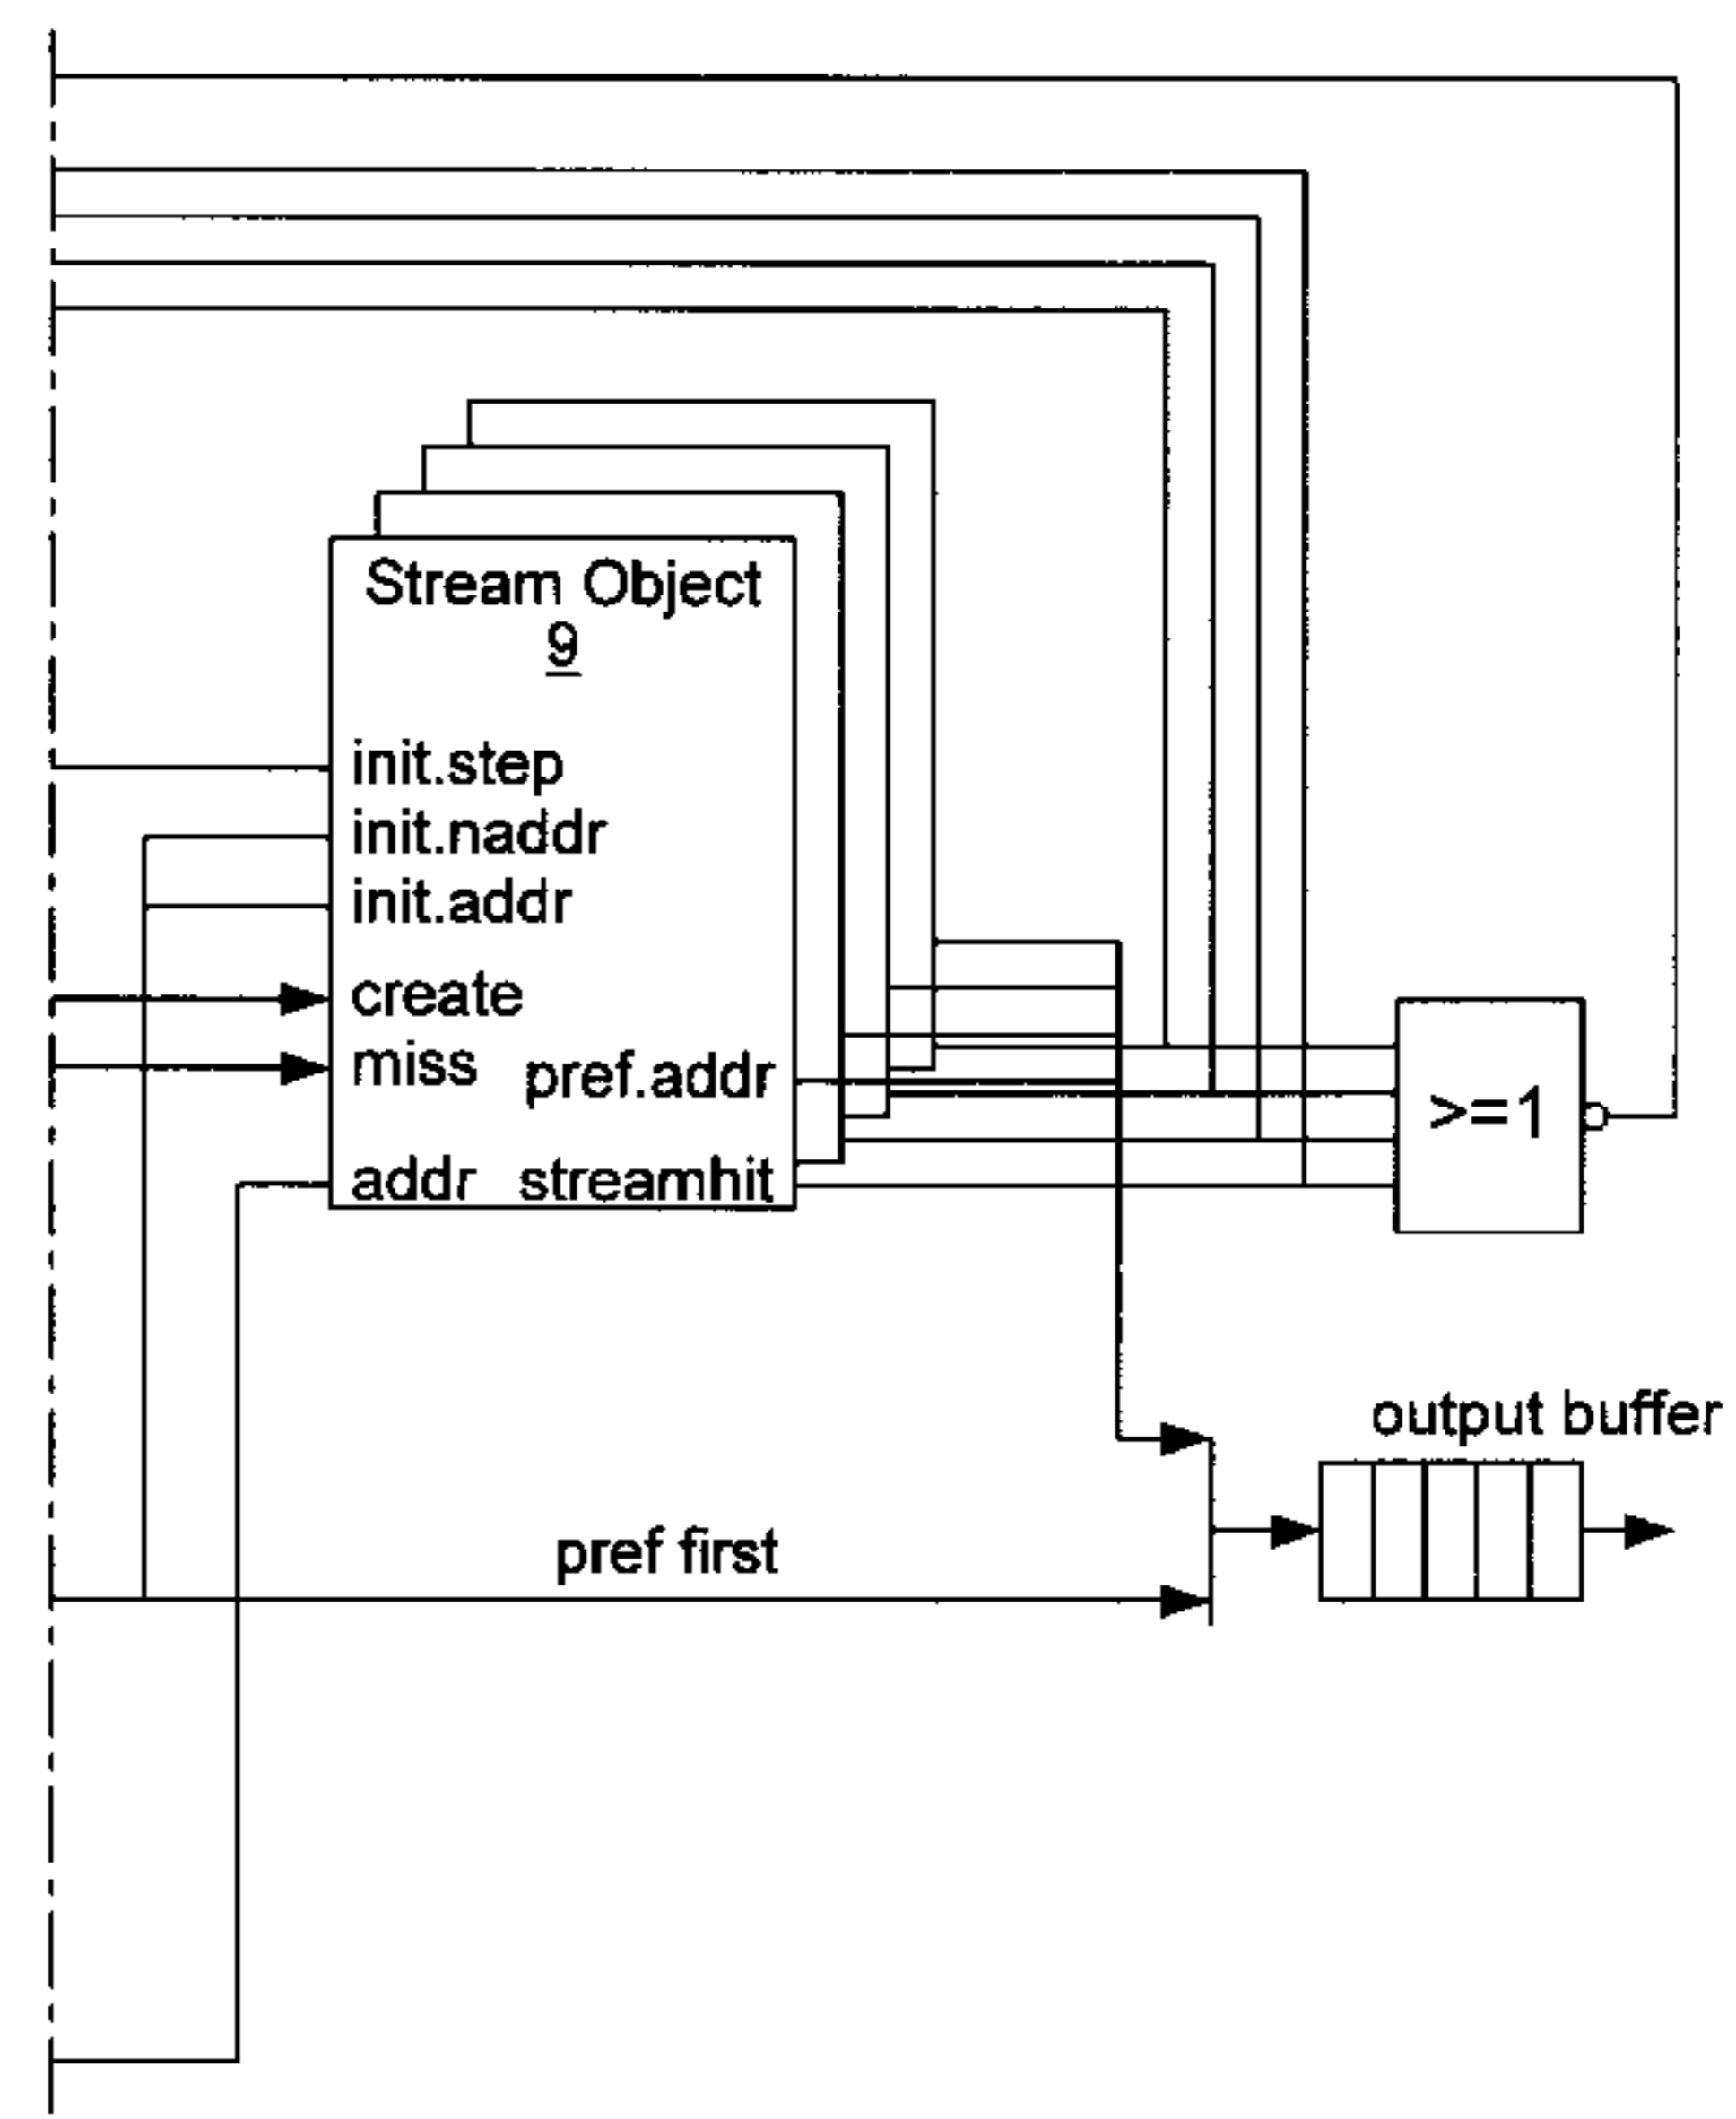 Stream Object
9
init.step
init.naddr
init.addr
create
miss
pref.addr
addr
streamhit
>=1
output buffer
pref first